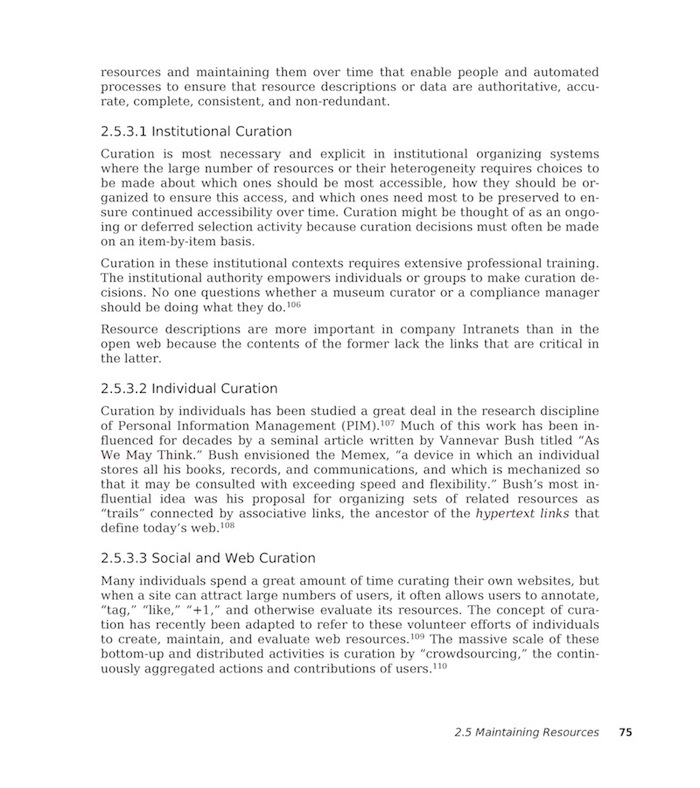 resources and maintaining them over time that enable people and automated
processes to ensure that resource descriptions or data are authoritative, accu-
rate, complete, consistent, and non-redundant.
2.5.3.1 Institutional Curation
Curation is most necessary and explicit in institutional organizing systems
where the large number of resources or their heterogeneity requires choices to
be made about which ones should be most accessible, how they should be or-
ganized to ensure this access, and which ones need most to be preserved to en-
sure continued accessibility over time. Curation might be thought of as an ongo-
ing or deferred selection activity because curation decisions must often be made
on an item-by-item basis.
Curation in these institutional contexts requires extensive professional training.
The institutional authority empowers individuals or groups to make curation de-
cisions. No one questions whether a museum curator or a compliance manager
should be doing what they do.106
Resource descriptions are more important in company Intranets than in the
open web because the contents of the former lack the links that are critical in
the latter.
2.5.3.2 Individual Curation
Curation by individuals has been studied a great deal in the research discipline
of Personal Information Management (PIM).107 Much of this work has been in-
fluenced for decades by a seminal article written by Vannevar Bush titled “As
We May Think.” Bush envisioned the Memex, “a device in which an individual
stores all his books, records, and communications, and which is mechanized so
that it may be consulted with exceeding speed and flexibility.” Bush’s most in-
fluential idea was his proposal for organizing sets of related resources as
“trails” connected by associative links, the ancestor of the hypertext links that
define today’s web.108
2.5.3.3 Social and Web Curation
Many individuals spend a great amount of time curating their own websites, but
when a site can attract large numbers of users, it often allows users to annotate,
“tag,” “like,” “+1,” and otherwise evaluate its resources. The concept of cura-
tion has recently been adapted to refer to these volunteer efforts of individuals
to create, maintain, and evaluate web resources.109 The massive scale of these
bottom-up and distributed activities is curation by “crowdsourcing,” the contin-
uously aggregated actions and contributions of users.110
2.5 Maintaining Resources 75